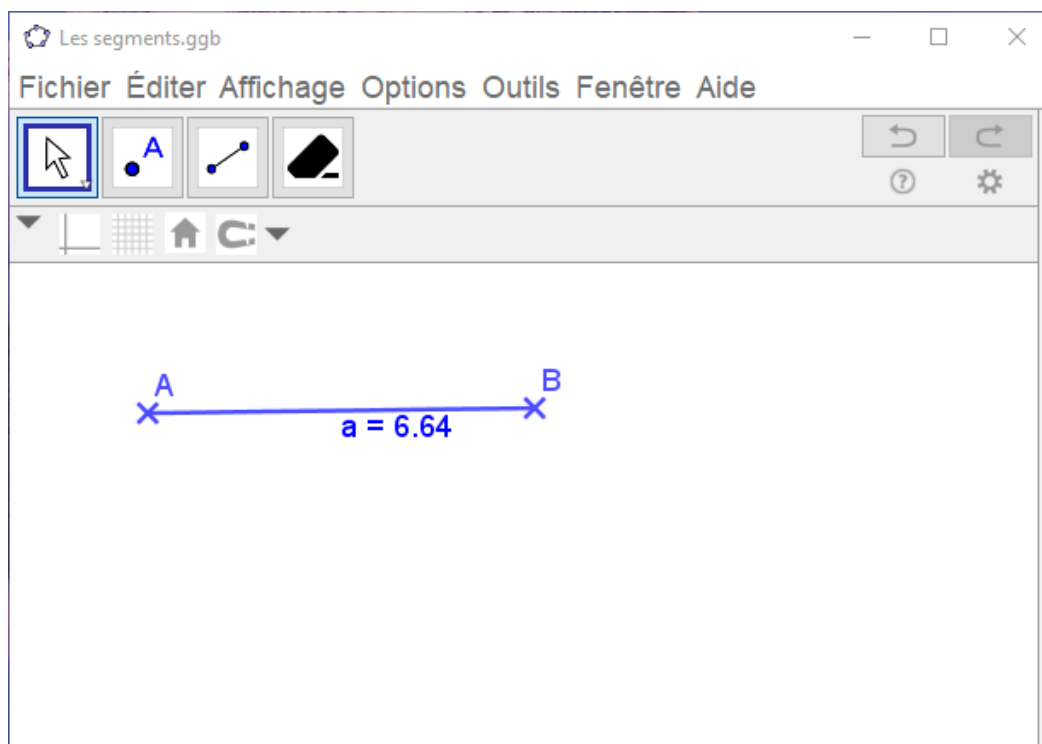 Les segments.ggb
Fichier Éditer Affichage Options Outils Fenêtre Aide
A
?
A
B
a = 6.64